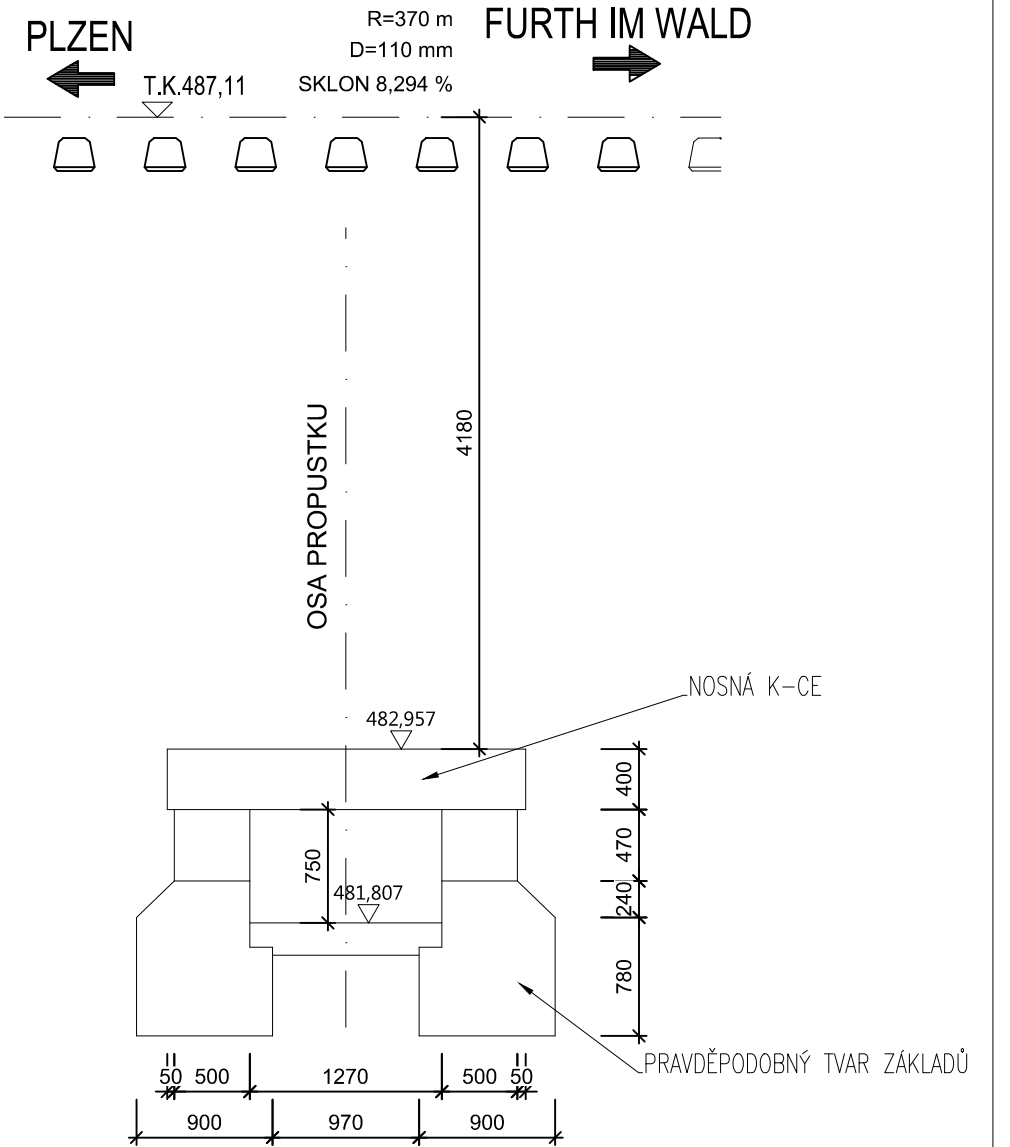 PLZEN
R=370 m
FURTH IM WALD
D=110 mm
T.K.487,11
SKLON 8,294 %
4180
OSA PROPUSTKU
NOSNÁ K-CE
482,957
400
470
750
481,807
240
780
PRAVDĚPODOBNÝ TVAR ZÁKLADŮ
50 500 1270 500 50
900 970 900